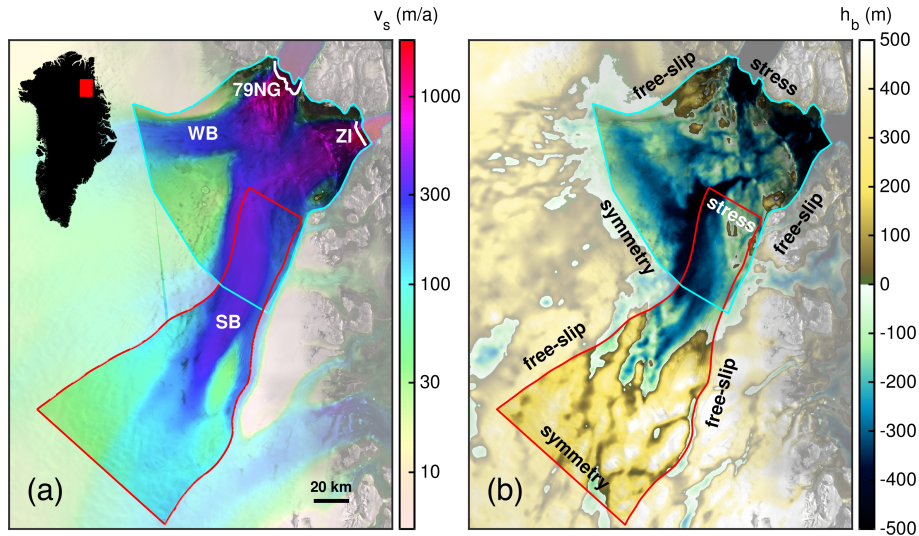 v_s (m/a)
1000
300
100
30
10
79NG
WB
ZI
SB
(a)
20 km
h_b (m)
500
400
300
200
100
0
-100
-200
-300
-400
-500
free-slip
stress
stress
free-slip
symmetry
free-slip
free-slip
symmetry
(b)